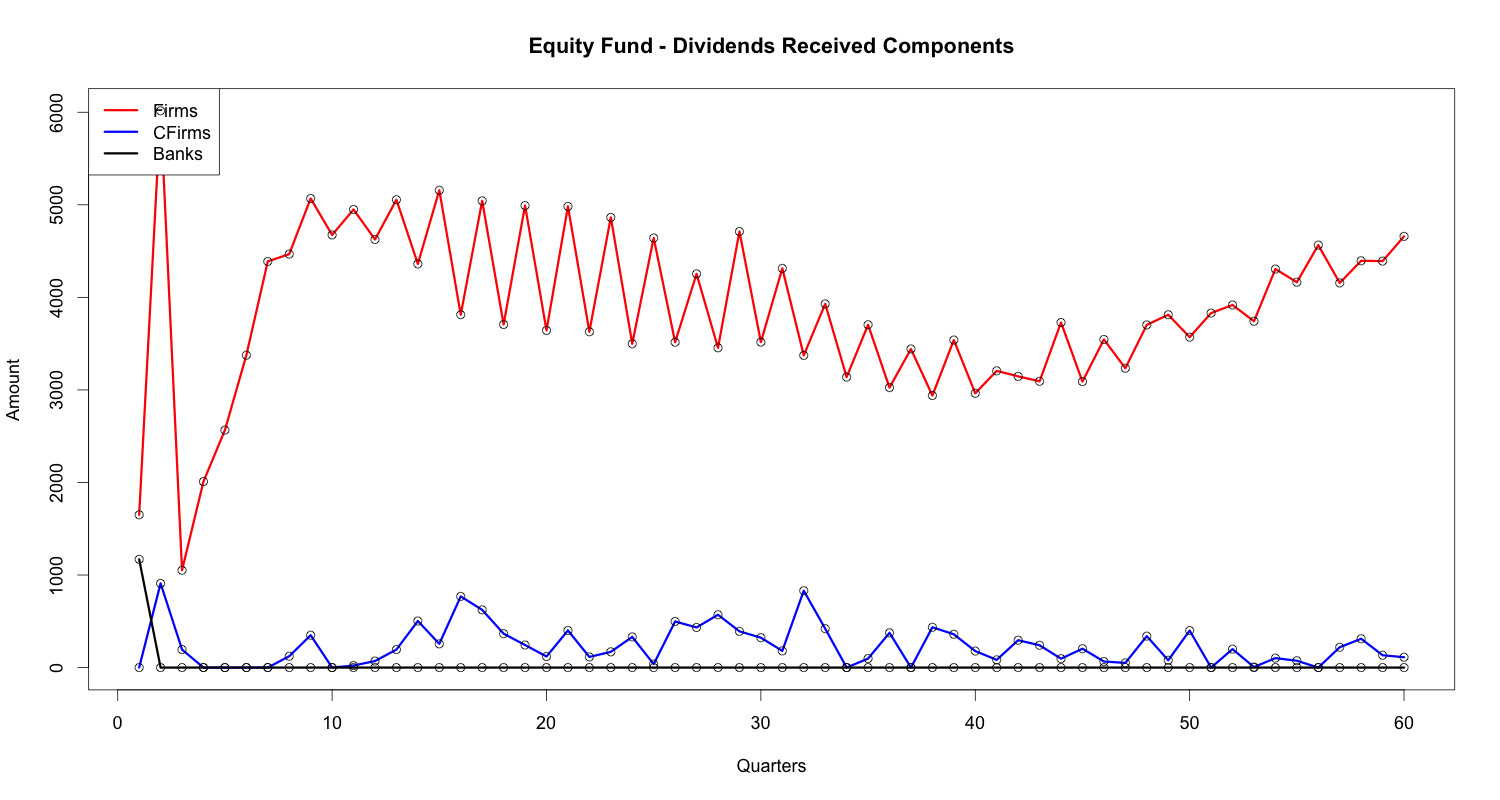 Equity Fund - Dividends Received Components
Firms
CFirms
Banks
6000
5000
4000
3000
2000
1000
0
Amount
0 10 20 30 40 50 60
Quarters